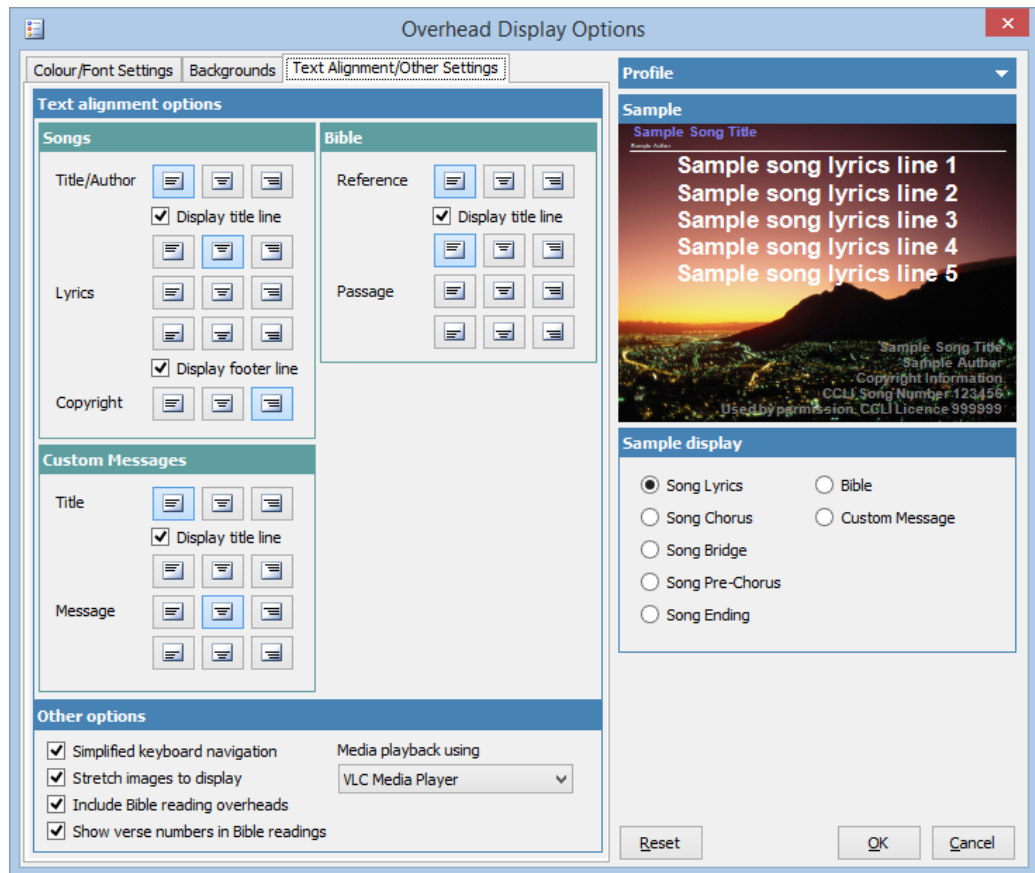 Overhead Display Options
Colour/Font Settings
Backgrounds
Text Alignment/Other Settings
Text alignment options
Songs
Title/Author
Display title line
Lyrics
Display footer line
Copyright
Bible
Reference
Display title line
Passage
Custom Messages
Title
Display title line
Message
Other options
Simplified keyboard navigation
Stretch images to display
Include Bible reading overheads
Show verse numbers in Bible readings
Media playback using
VLC Media Player
Profile
Sample
Sample Song Title
Sample Author
Sample song lyrics line 1
Sample song lyrics line 2
Sample song lyrics line 3
Sample song lyrics line 4
Sample song lyrics line 5
Sample Song Title
Sample Author
Copyright Information
CCLI Song Number 123456
Used by permission. CCLI Licence 999999
Sample display
Song Lyrics
Song Chorus
Song Bridge
Song Pre-Chorus
Song Ending
Bible
Custom Message
Reset
OK
Cancel